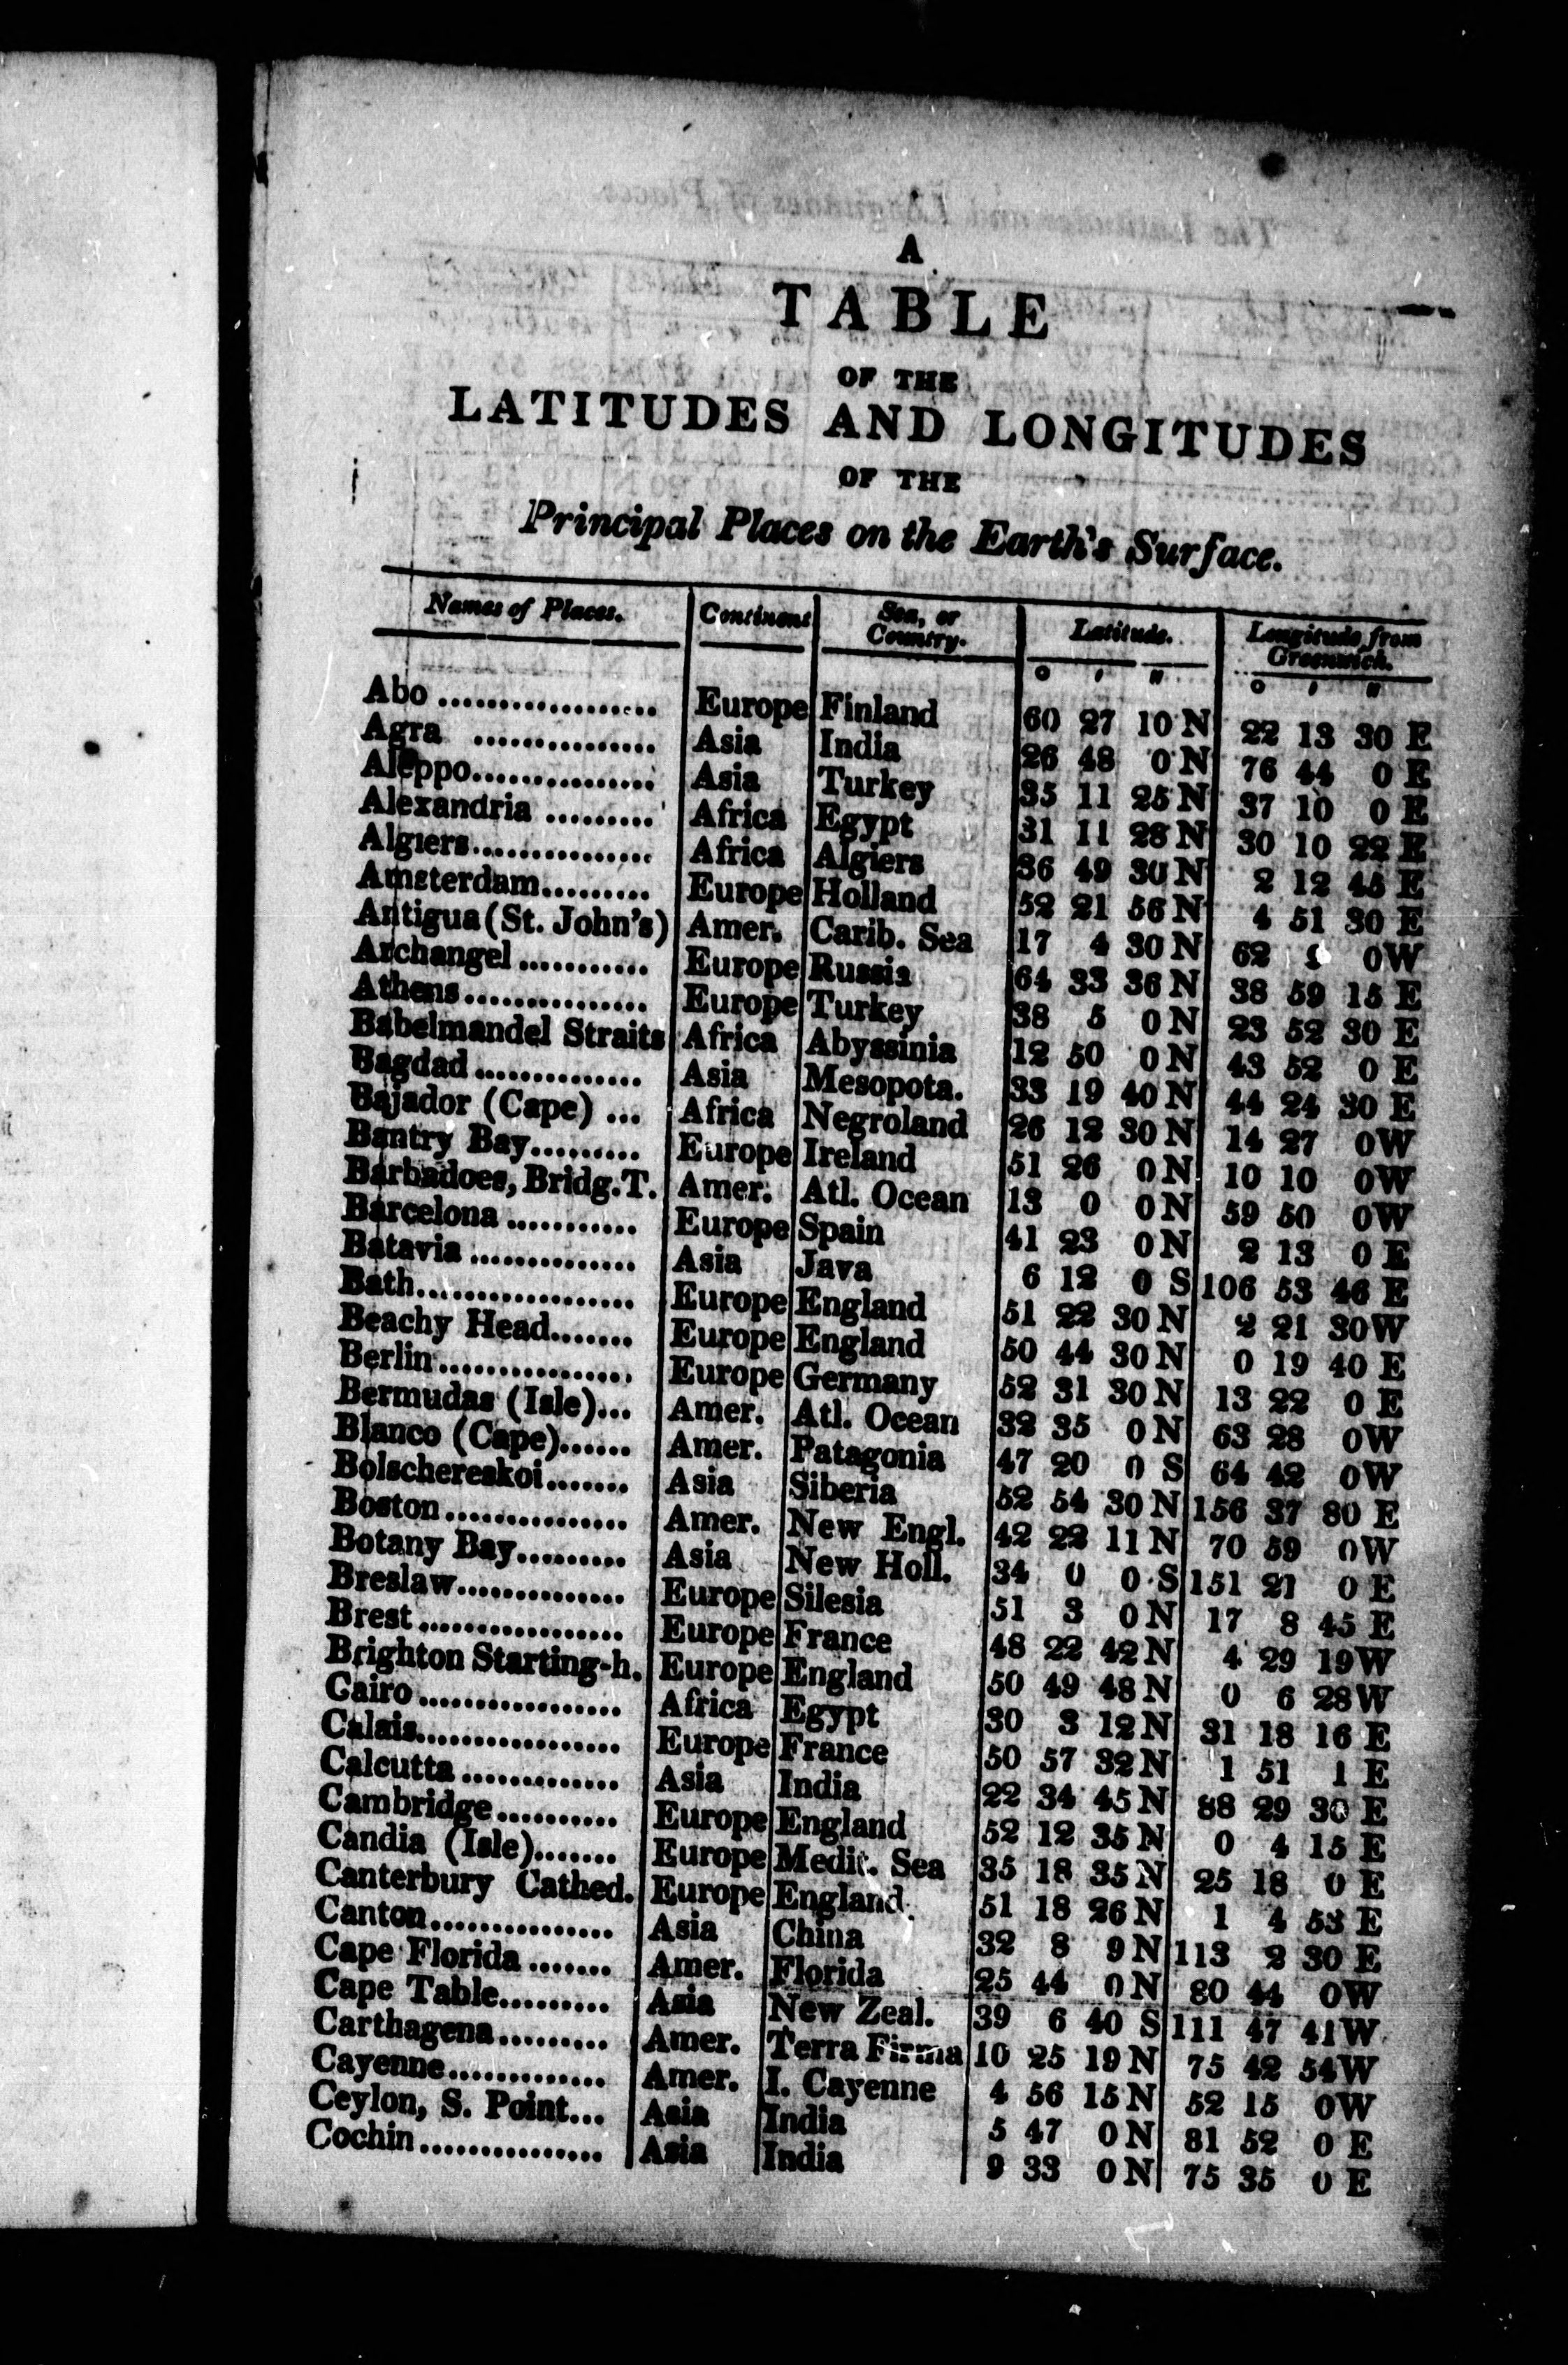 A
TABLE
OF THE
LATITUDES AND LONGITUDES
OF THE
Principal Places on the Earth's Surface.
Names of Places. Continent Sea, or Country. Latitude. Longitude from Greenwich.
° ′ ″ ° ′ ″
Abo .................. Europe Finland 60 27 10 N 22 13 30 E
Agra ............... Asia India 26 48 0 N 76 44 0 E
Aleppo............... Asia Turkey 35 11 25 N 37 10 0 E
Alexandria ......... Africa Egypt 31 11 28 N 30 10 22 E
Algiers............... Africa Algiers 36 49 30 N 2 12 45 E
Amsterdam......... Europe Holland 52 21 56 N 4 51 30 E
Antigua (St. John's) Amer. Carib. Sea 17 4 30 N 62 0 W
Archangel ........... Europe Russia 64 33 36 N 38 59 15 E
Athens............... Europe Turkey 38 5 0 N 23 52 30 E
Babelmandel Straits Africa Abyssinia 12 50 0 N 43 52 0 E
Bagdad .............. Asia Mesopota. 33 19 40 N 44 24 30 E
Bajador (Cape) ... Africa Negroland 26 12 30 N 14 27 0 W
Bantry Bay......... Europe Ireland 51 26 0 N 10 10 0 W
Barbadoes, Bridg.T. Amer. Atl. Ocean 13 0 0 N 59 50 0 W
Barcelona ........... Europe Spain 41 23 0 N 2 13 0 E
Batavia .............. Asia Java 6 12 0 S 106 53 46 E
Bath.................. Europe England 51 22 30 N 2 21 30 W
Beachy Head....... Europe England 50 44 30 N 0 19 40 E
Berlin................ Europe Germany 52 31 30 N 13 22 0 E
Bermudas (Isle)... Amer. Atl. Ocean 32 35 0 N 63 28 0 W
Blanco (Cape)...... Amer. Patagonia 47 20 0 S 64 42 0 W
Bolschereskoi....... Asia Siberia 52 54 30 N 156 37 30 E
Boston............... Amer. New Engl. 42 22 11 N 70 59 0 W
Botany Bay......... Asia New Holl. 34 0 0 S 151 21 0 E
Breslaw.............. Europe Silesia 51 3 0 N 17 8 45 E
Brest ................. Europe France 48 22 42 N 4 29 19 W
Brighton Starting-h. Europe England 50 49 48 N 0 6 28 W
Cairo ................. Africa Egypt 30 3 12 N 31 18 16 E
Calais................. Europe France 50 57 32 N 1 51 1 E
Calcutta ............. Asia India 22 34 45 N 88 29 30 E
Cambridge.......... Europe England 52 12 35 N 0 4 15 E
Candia (Isle)....... Europe Medit. Sea 35 18 35 N 25 18 0 E
Canterbury Cathed. Europe England. 51 18 26 N 1 4 53 E
Canton............... Asia China 32 8 9 N 113 2 30 E
Cape Florida ....... Amer. Florida 25 44 0 N 80 44 0 W
Cape Table......... Asia New Zeal. 39 6 40 S 111 47 41 W
Carthagena......... Amer. Terra Firma 10 25 19 N 75 42 54 W
Cayenne............. Amer. I. Cayenne 4 56 15 N 52 15 0 W
Ceylon, S. Point... Asia India 5 47 0 N 81 52 0 E
Cochin............... Asia India 9 33 0 N 75 35 0 E